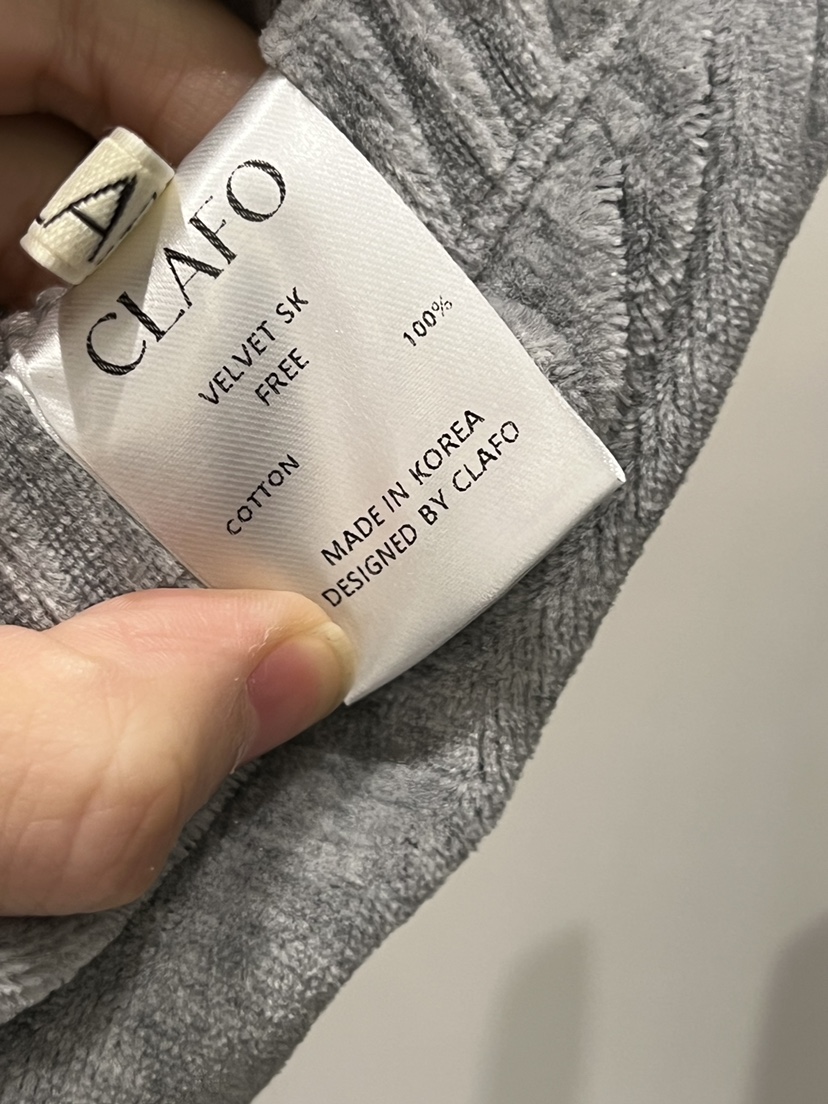 A
CLAFO
VELVET SK
FREE
COTTON 100%
MADE IN KOREA
DESIGNED BY CLAFO